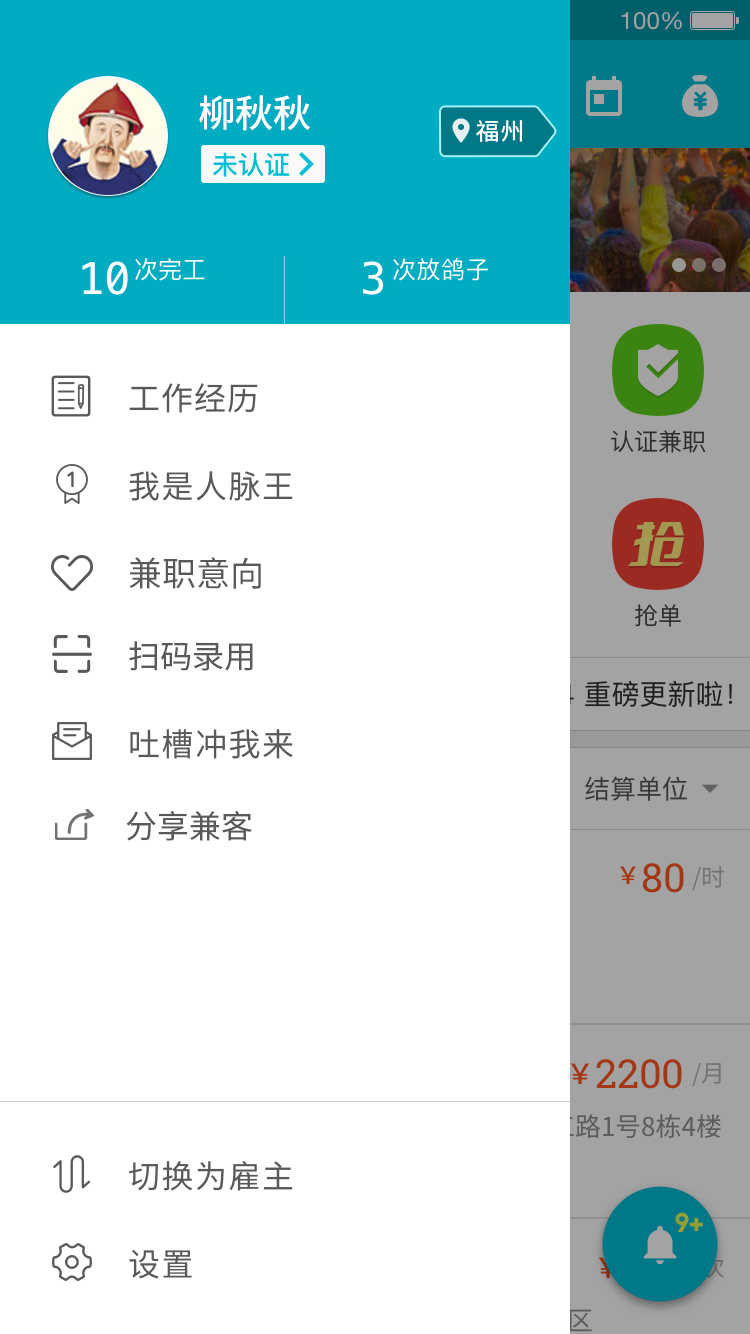 100%
柳秋秋
福州
未认证
10次完工
3次放鸽子
工作经历
我是人脉王
兼职意向
扫码录用
吐槽冲我来
分享兼客
切换为雇主
设置
认证兼职
抢
抢单
重磅更新啦!
结算单位
¥80/时
¥2200/月
路1号8栋4楼
9+
¥
次
区